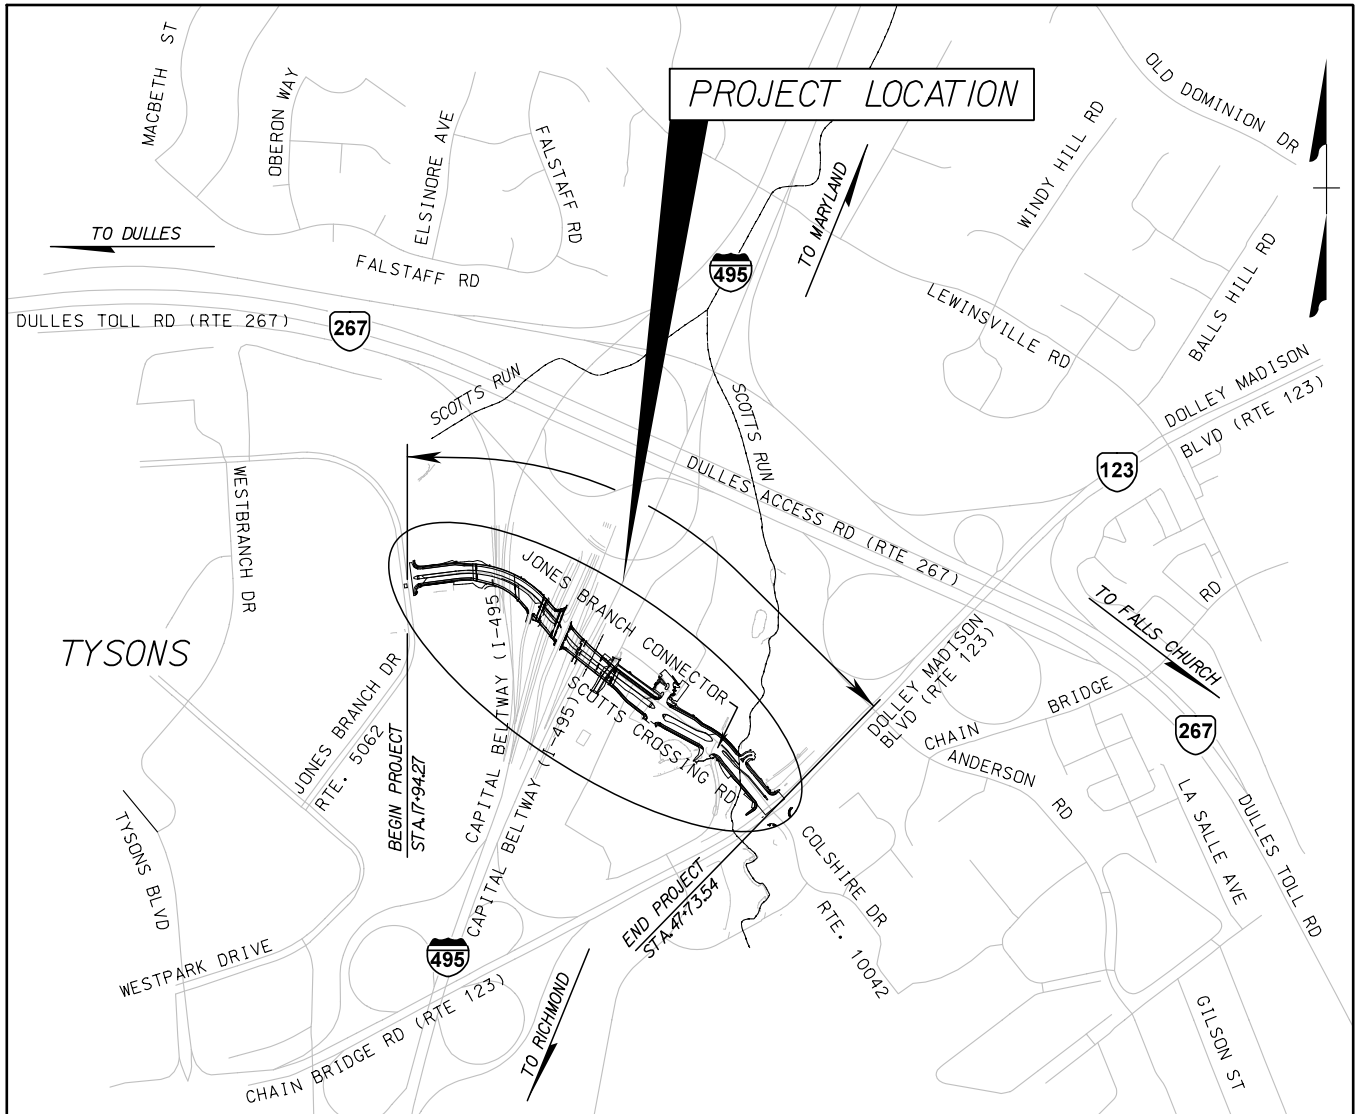 MACBETH ST
OBERON WAY
ELSINORE AVE
FALSTAFF RD
PROJECT LOCATION
OLD DOMINION DR
WINDY HILL RD
TO DULLES
FALSTAFF RD
TO MARYLAND
495
BALLS HILL RD
LEWINSVILLE RD
DULLES TOLL RD (RTE 267)
267
SCOTTS RUN
SCOTTS RUN
DOLLEY MADISON
BLVD (RTE 123)
123
WESTBRANCH DR
DULLES ACCESS RD (RTE 267)
JONES BRANCH CONNECTOR
SCOTTS CROSSING RD
TO FALLS CHURCH
TYSONS
JONES BRANCH DR
RTE. 5062
BEGIN PROJECT
STA.17+94.27
CAPITAL BELTWAY (I-495)
CAPITAL BELTWAY (I-495)
DOLLEY MADISON
BLVD (RTE 123)
CHAIN BRIDGE RD
ANDERSON RD
267
LA SALLE AVE
DULLES TOLL RD
TYSONS BLVD
COLSHIRE DR
RTE. 10042
END PROJECT
STA.47+73.54
WESTPARK DRIVE
495
CHAIN BRIDGE RD (RTE 123)
TO RICHMOND
GILSON ST